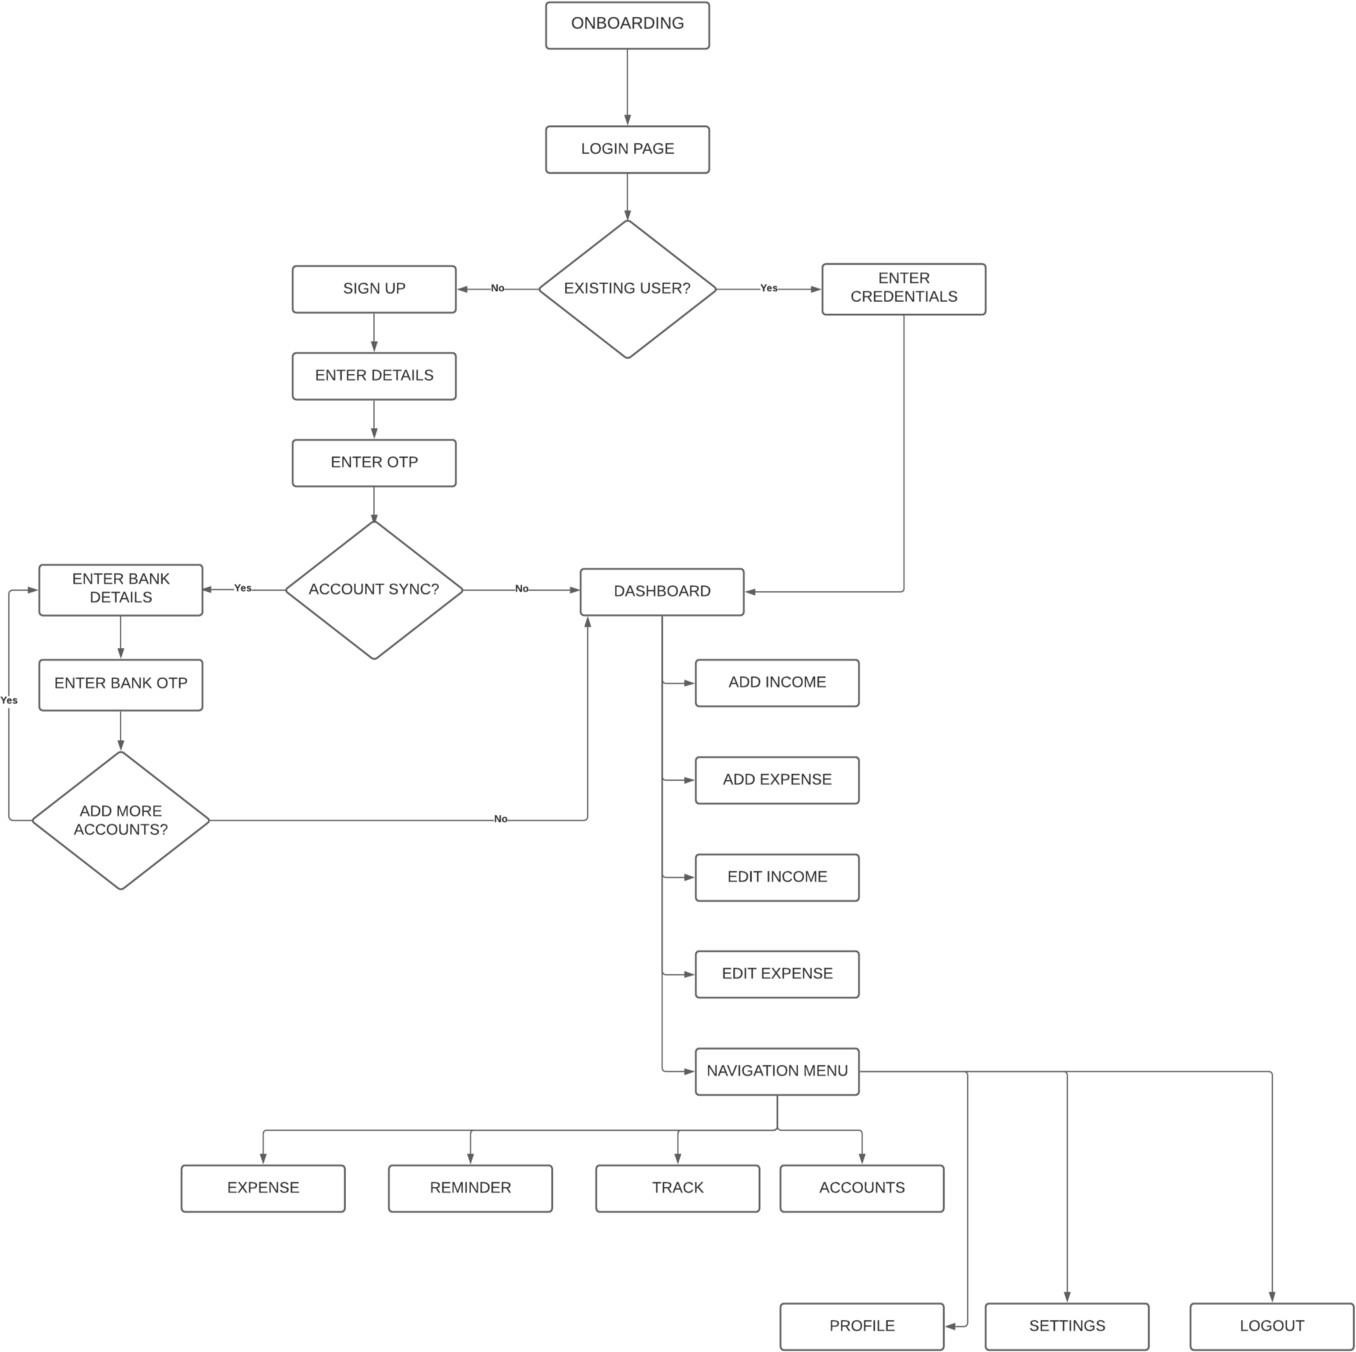 ONBOARDING
LOGIN PAGE
EXISTING USER?
No
Yes
SIGN UP
ENTER
CREDENTIALS
ENTER DETAILS
ENTER OTP
ACCOUNT SYNC?
Yes
No
ENTER BANK
DETAILS
DASHBOARD
ENTER BANK OTP
Yes
ADD MORE
ACCOUNTS?
No
ADD INCOME
ADD EXPENSE
EDIT INCOME
EDIT EXPENSE
NAVIGATION MENU
EXPENSE
REMINDER
TRACK
ACCOUNTS
PROFILE
SETTINGS
LOGOUT